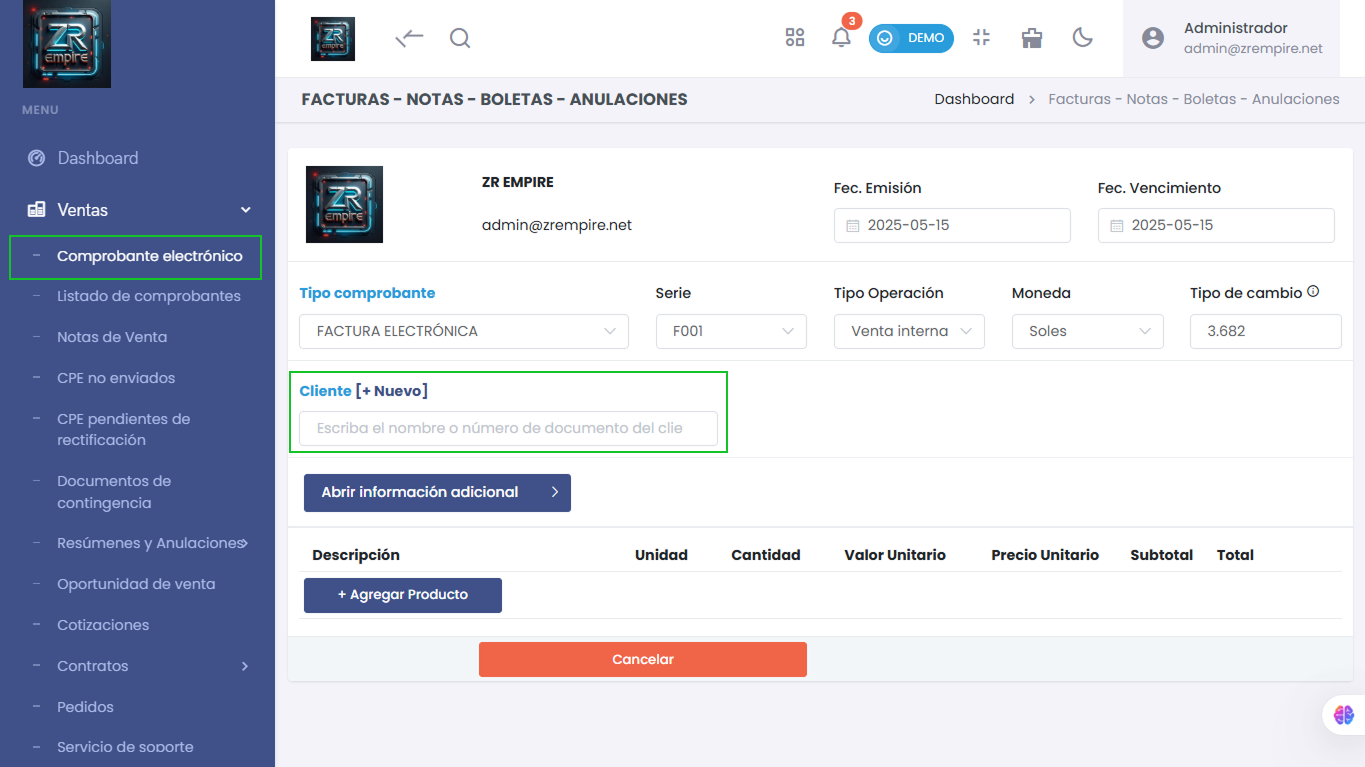 ZR
empire
MENU
Dashboard
Ventas
Comprobante electrónico
Listado de comprobantes
Notas de Venta
CPE no enviados
CPE pendientes de
rectificación
Documentos de
contingencia
Resúmenes y Anulaciones
Oportunidad de venta
Cotizaciones
Contratos
Pedidos
Servicio de soporte
ZR
empire
3
DEMO
Administrador
admin@zrempire.net
FACTURAS - NOTAS - BOLETAS - ANULACIONES
Dashboard > Facturas - Notas - Boletas - Anulaciones
ZR
empire
ZR EMPIRE
admin@zrempire.net
Fec. Emisión
2025-05-15
Fec. Vencimiento
2025-05-15
Tipo comprobante
FACTURA ELECTRÓNICA
Serie
F001
Tipo Operación
Venta interna
Moneda
Soles
Tipo de cambio
3.682
Cliente [+ Nuevo]
Escriba el nombre o número de documento del clie
Abrir información adicional
Descripción Unidad Cantidad Valor Unitario Precio Unitario Subtotal Total
+ Agregar Producto
Cancelar